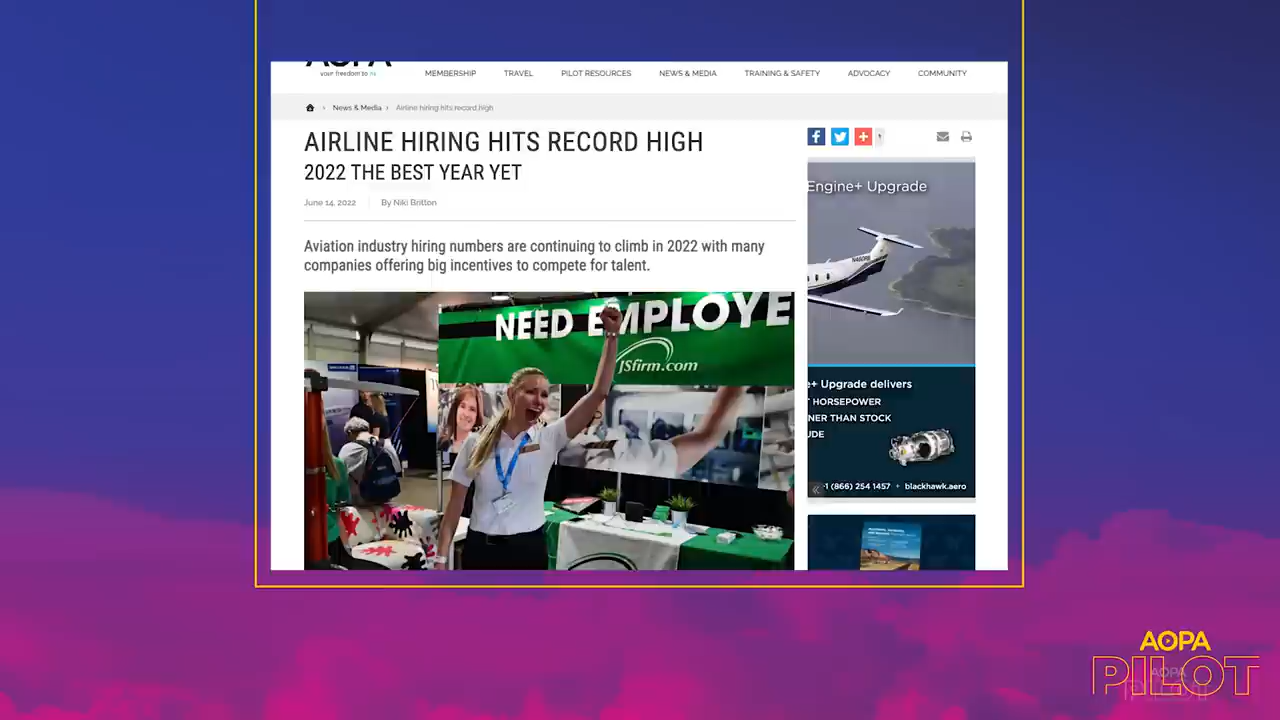 your freedom to
MEMBERSHIP
TRAVEL
PILOT RESOURCES
NEWS & MEDIA
TRAINING & SAFETY
ADVOCACY
COMMUNITY
News & Media › Airline hiring hits record high
AIRLINE HIRING HITS RECORD HIGH
2022 THE BEST YEAR YET
June 14, 2022
By Niki Britton
Aviation industry hiring numbers are continuing to climb in 2022 with many
companies offering big incentives to compete for talent.
NEED EMPLOYE
JSfirm.com
Engine+ Upgrade
e+ Upgrade delivers
HORSEPOWER
NER THAN STOCK
UDE
-1 (866) 254 1457 + blackhawk.aero
AOPA
PILOT